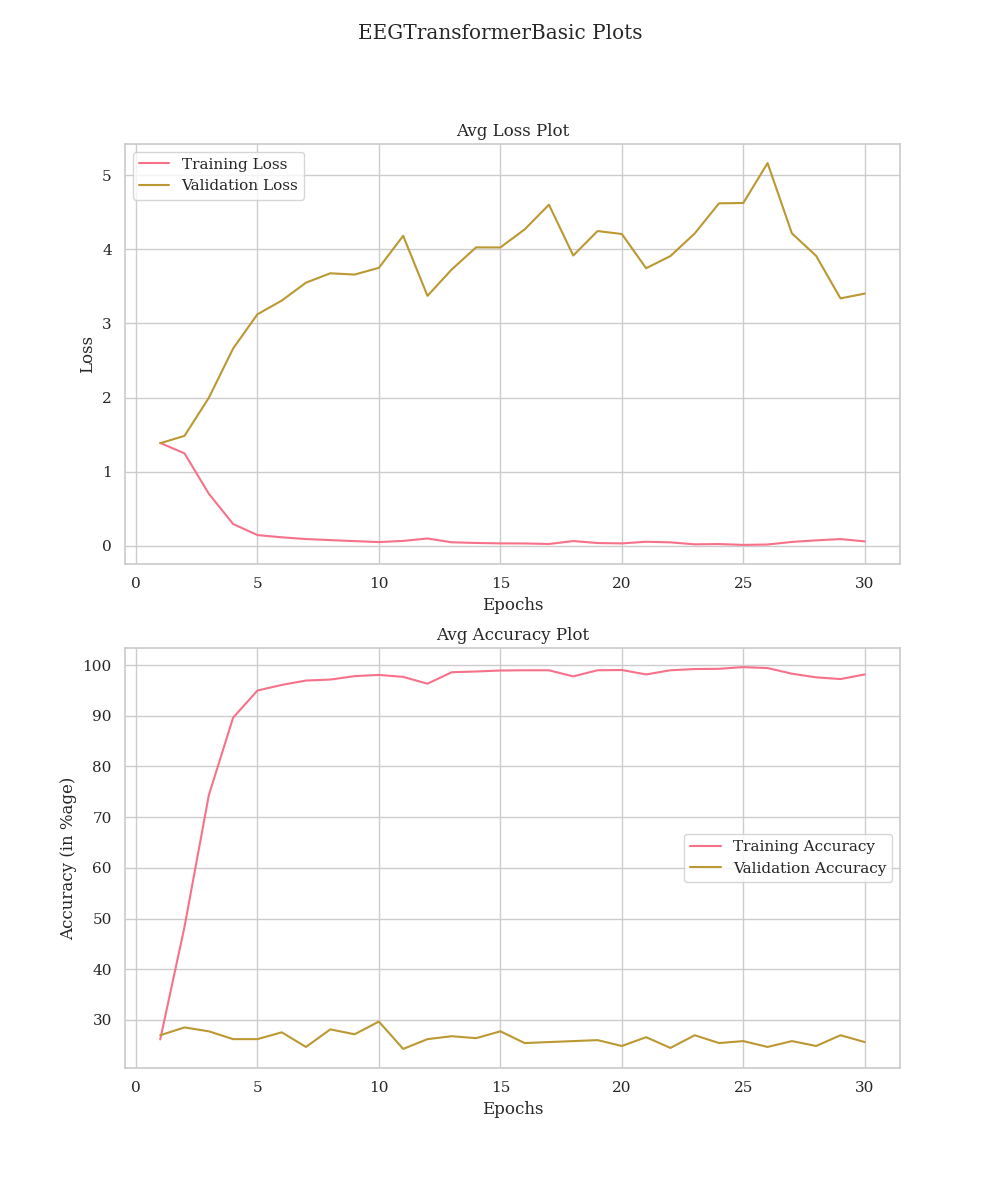 EEGTransformerBasic Plots
Avg Loss Plot
Training Loss
Validation Loss
5
4
3
2
1
0
Loss
0 5 10 15 20 25 30
Epochs
Avg Accuracy Plot
100
90
80
70
60
50
40
30
Accuracy (in %age)
Training Accuracy
Validation Accuracy
0 5 10 15 20 25 30
Epochs